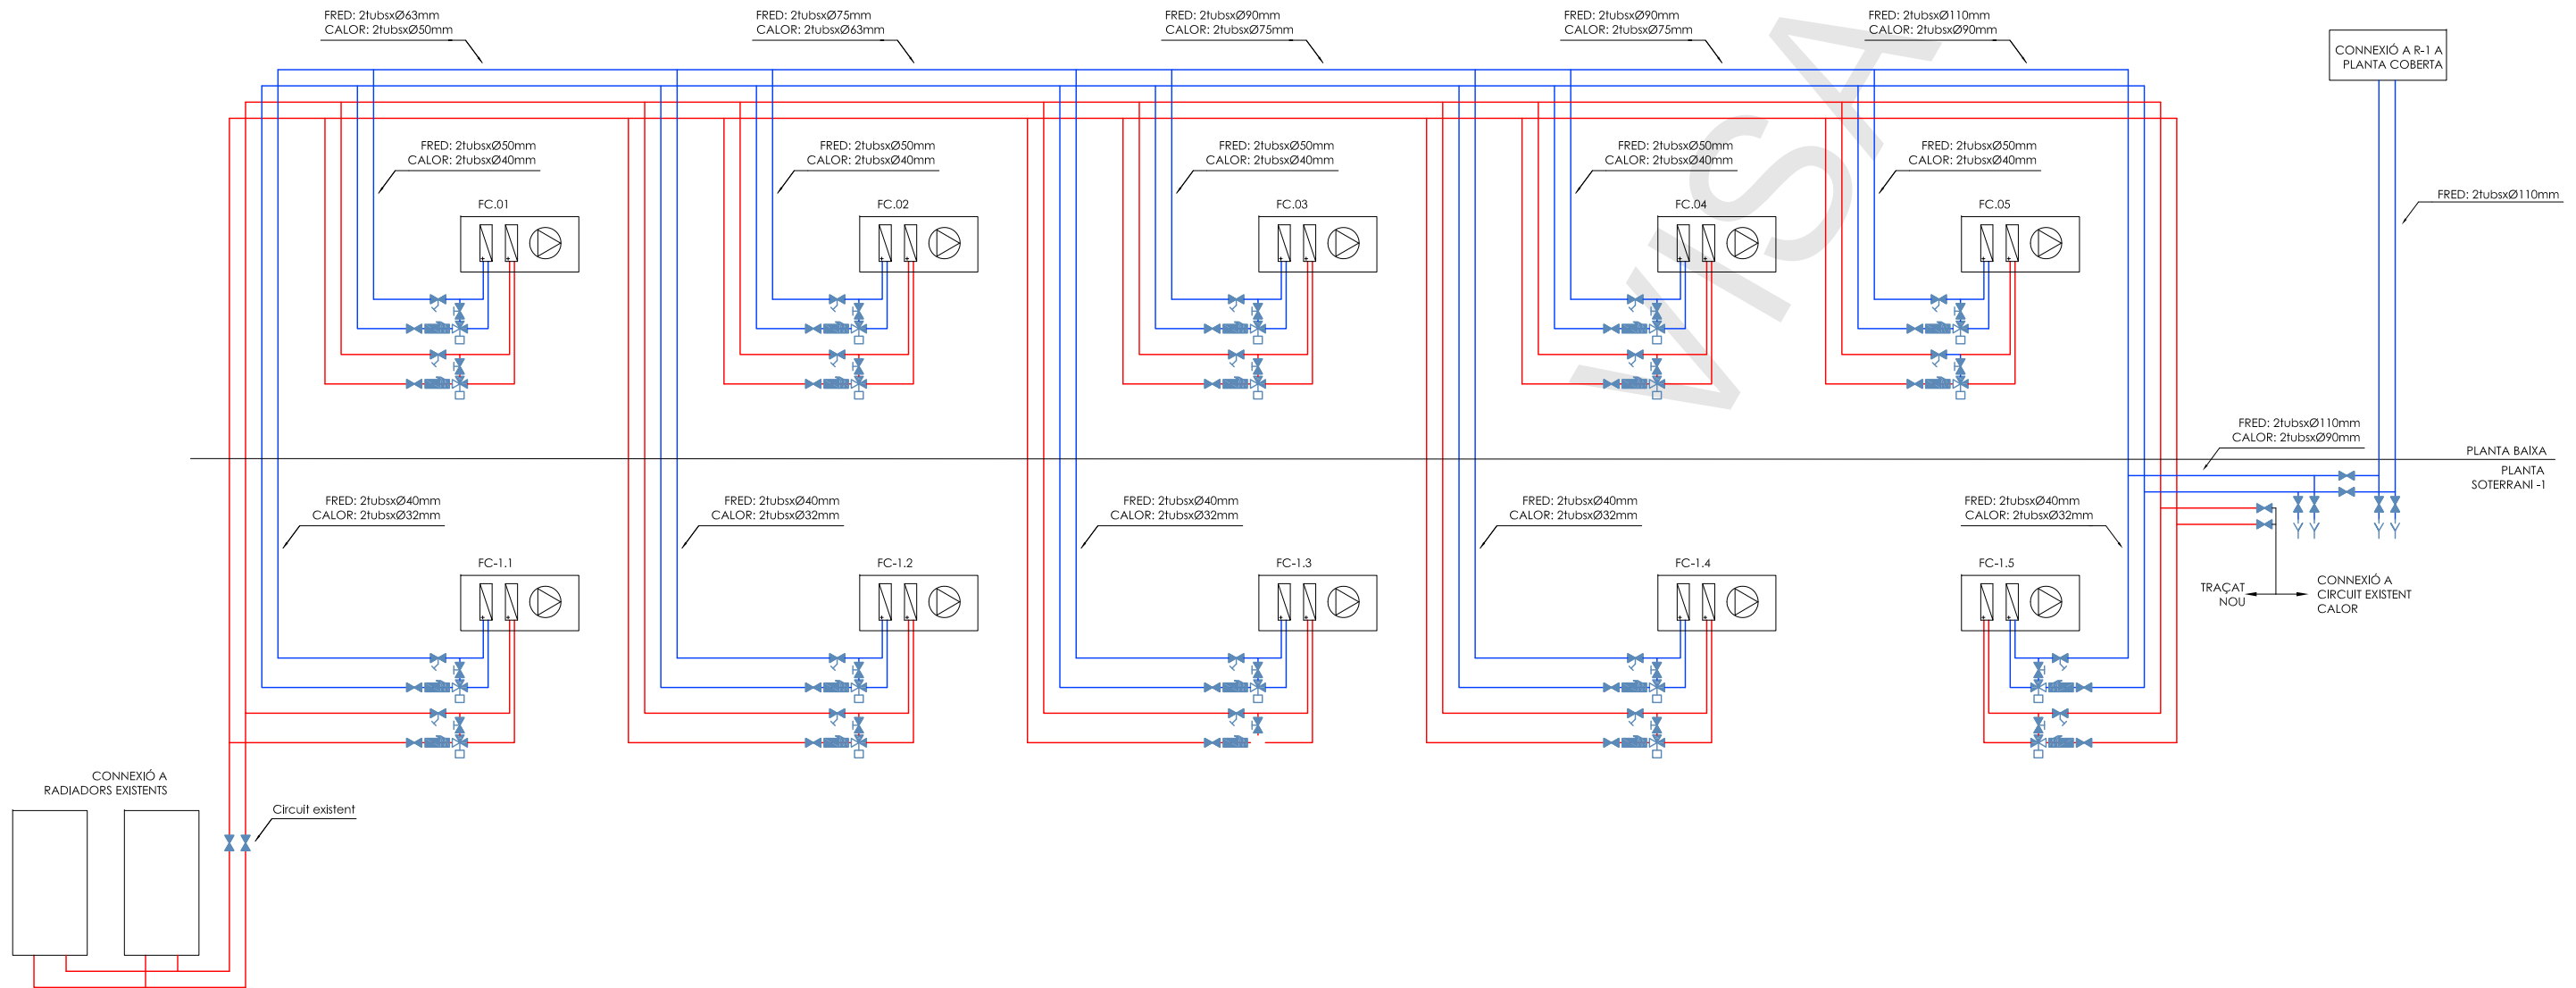 FRED: 2tubsxØ63mm
CALOR: 2tubsxØ50mm
FRED: 2tubsxØ75mm
CALOR: 2tubsxØ63mm
FRED: 2tubsxØ90mm
CALOR: 2tubsxØ75mm
FRED: 2tubsxØ90mm
CALOR: 2tubsxØ75mm
FRED: 2tubsxØ110mm
CALOR: 2tubsxØ90mm
CONNEXIÓ A R-1 A
PLANTA COBERTA
VISA
FRED: 2tubsxØ50mm
CALOR: 2tubsxØ40mm
FRED: 2tubsxØ50mm
CALOR: 2tubsxØ40mm
FRED: 2tubsxØ50mm
CALOR: 2tubsxØ40mm
FRED: 2tubsxØ50mm
CALOR: 2tubsxØ40mm
FRED: 2tubsxØ50mm
CALOR: 2tubsxØ40mm
FRED: 2tubsxØ110mm
FC.01
FC.02
FC.03
FC.04
FC.05
FRED: 2tubsxØ110mm
CALOR: 2tubsxØ90mm
PLANTA BAIXA
PLANTA
SOTERRANI -1
FRED: 2tubsxØ40mm
CALOR: 2tubsxØ32mm
FRED: 2tubsxØ40mm
CALOR: 2tubsxØ32mm
FRED: 2tubsxØ40mm
CALOR: 2tubsxØ32mm
FRED: 2tubsxØ40mm
CALOR: 2tubsxØ32mm
FRED: 2tubsxØ40mm
CALOR: 2tubsxØ32mm
FC-1.1
FC-1.2
FC-1.3
FC-1.4
FC-1.5
TRAÇAT
NOU
CONNEXIÓ A
CIRCUIT EXISTENT
CALOR
CONNEXIÓ A
RADIADORS EXISTENTS
Circuit existent